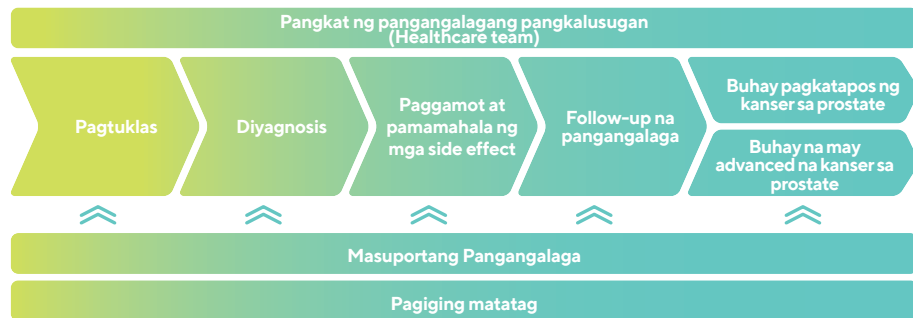 Pangkat ng pangangalagang pangkalusugan
(Healthcare team)
Pagtuklas
Diyagnosis
Paggamot at
pamamahala ng
mga side effect
Follow-up na
pangangalaga
Buhay pagkatapos ng
kanser sa prostate
Buhay na may
advanced na kanser sa
prostate
Masuportang Pangangalaga
Pagiging matatag